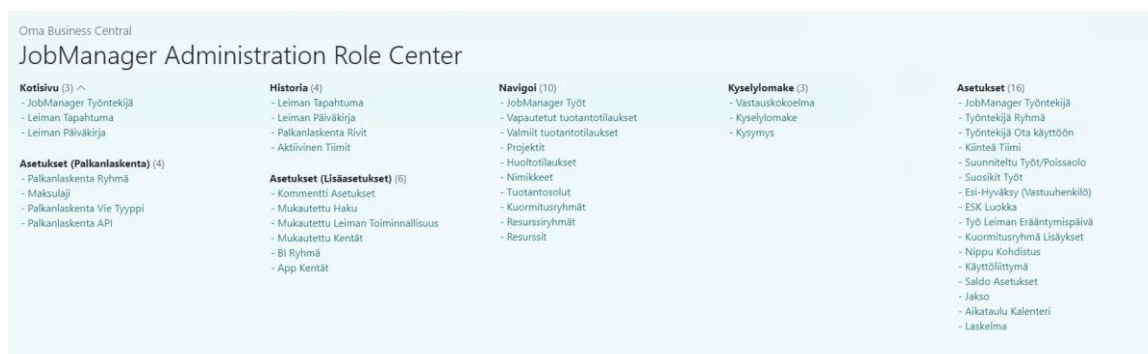 Oma Business Central
JobManager Administration Role Center
Kotisivu (3)
- JobManager Työntekijä
- Leiman Tapahtuma
- Leiman Päiväkirja
Asetukset (Palkanlaskenta) (4)
- Palkanlaskenta Ryhmä
- Maksulaji
- Palkanlaskenta Vie Tyyppi
- Palkanlaskenta API
Historia (4)
- Leiman Tapahtuma
- Leiman Päiväkirja
- Palkanlaskenta Rivit
- Aktiivinen Tiimit
Asetukset (Lisäasetukset) (6)
- Kommentti Asetukset
- Mukautettu Haku
- Mukautettu Leiman Toiminnallisuus
- Mukautettu Kentät
- BI Ryhmä
- App Kentät
Navigoi (10)
- JobManager Työt
- Vapautetut tuotantotilaukset
- Valmiit tuotantotilaukset
- Projektit
- Huoltotilaukset
- Nimikkeet
- Tuotantosolut
- Kuormitusryhmät
- Resurssiryhmät
- Resurssit
Kyselylomake (3)
- Vastauskokoelma
- Kyselylomake
- Kysymys
Asetukset (16)
- JobManager Työntekijä
- Työntekijä Ryhmä
- Työntekijä Ota käyttöön
- Kiinteä Tiimi
- Suunniteltu Työt/Poissaolo
- Suosikit Työt
- Esi-Hyväksy (Vastuuhenkilö)
- ESK Luokka
- Työ Leiman Erääntymispäivä
- Kuormitusryhmä Lisäykset
- Nippu Kohdistus
- Käyttöliittymä
- Saldo Asetukset
- Jakso
- Aikataulu Kalenteri
- Laskelma